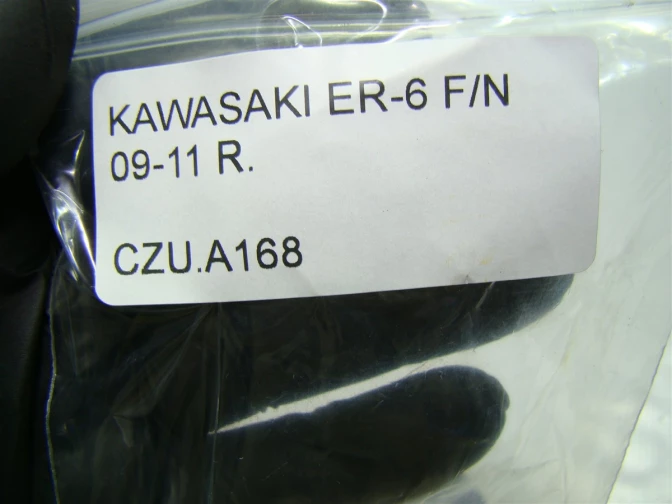 KAWASAKI ER-6 F/N
09-11 R.
CZU.A168